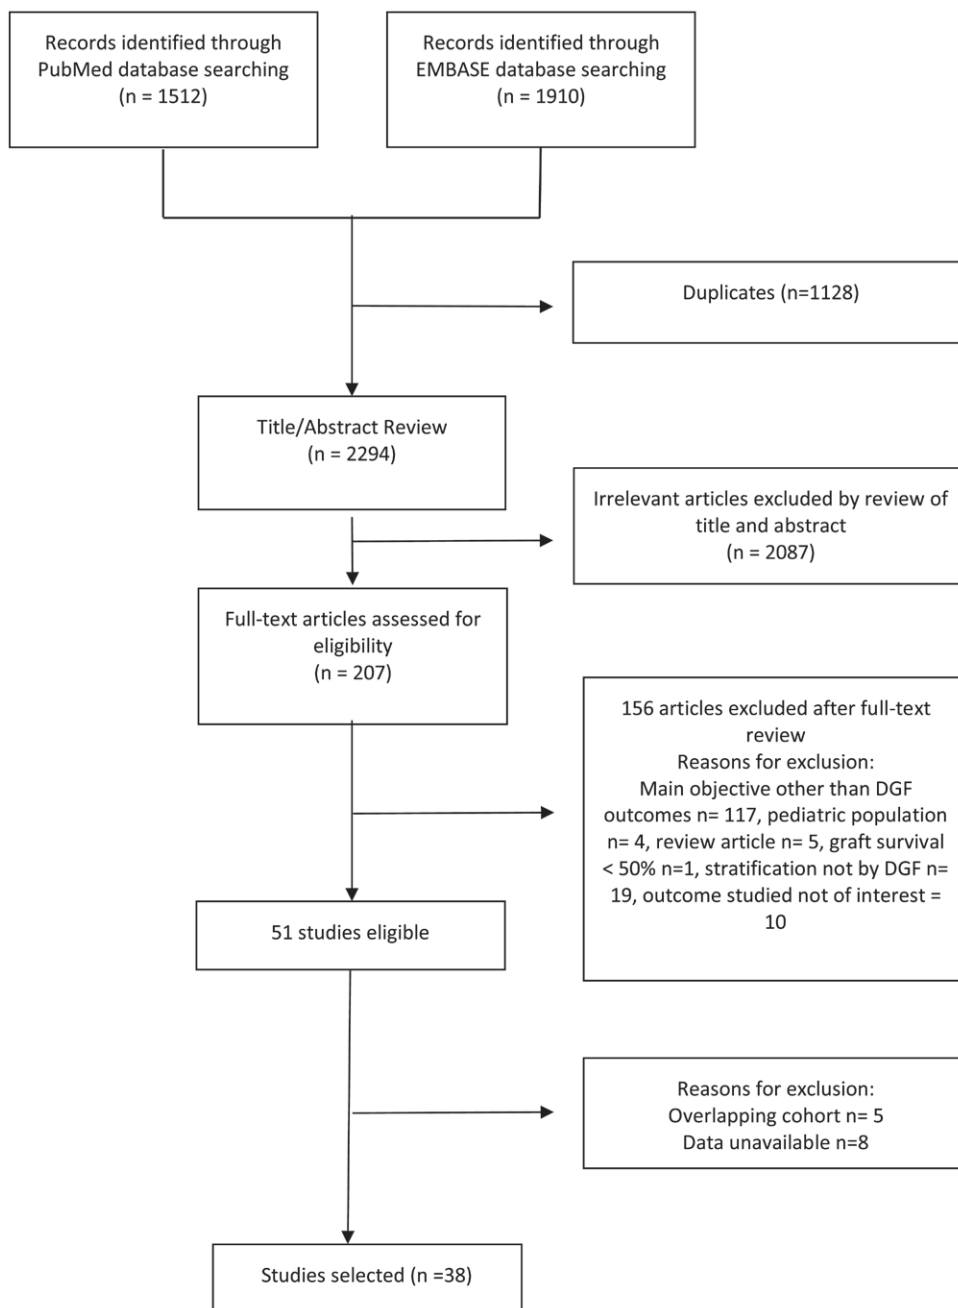 Records identified through
PubMed database searching
(n = 1512)
Records identified through
EMBASE database searching
(n = 1910)
Duplicates (n=1128)
Title/Abstract Review
(n = 2294)
Irrelevant articles excluded by review of
title and abstract
(n = 2087)
Full-text articles assessed for
eligibility
(n = 207)
156 articles excluded after full-text
review
Reasons for exclusion:
Main objective other than DGF
outcomes n= 117, pediatric population
n= 4, review article n= 5, graft survival
< 50% n=1, stratification not by DGF n=
19, outcome studied not of interest =
10
51 studies eligible
Reasons for exclusion:
Overlapping cohort n= 5
Data unavailable n=8
Studies selected (n =38)